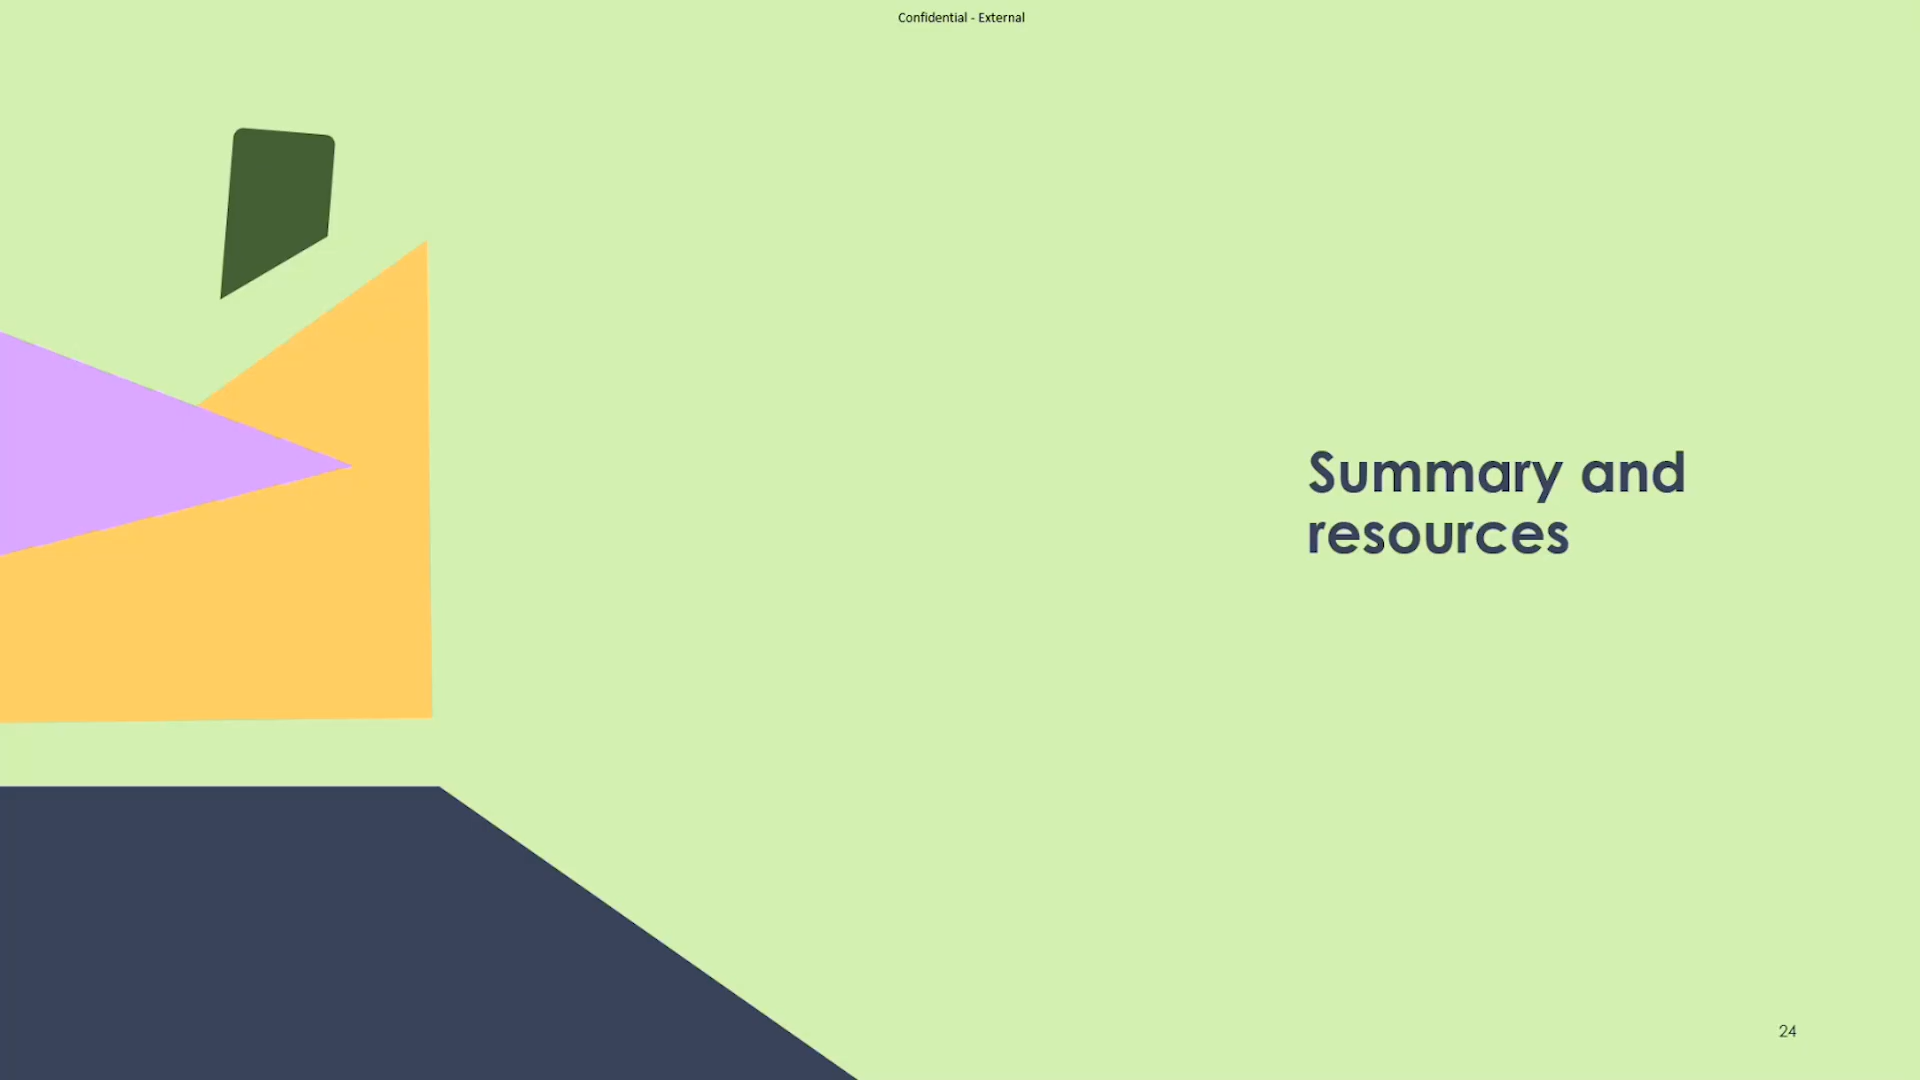 Confidential - External
Summary and
resources
24